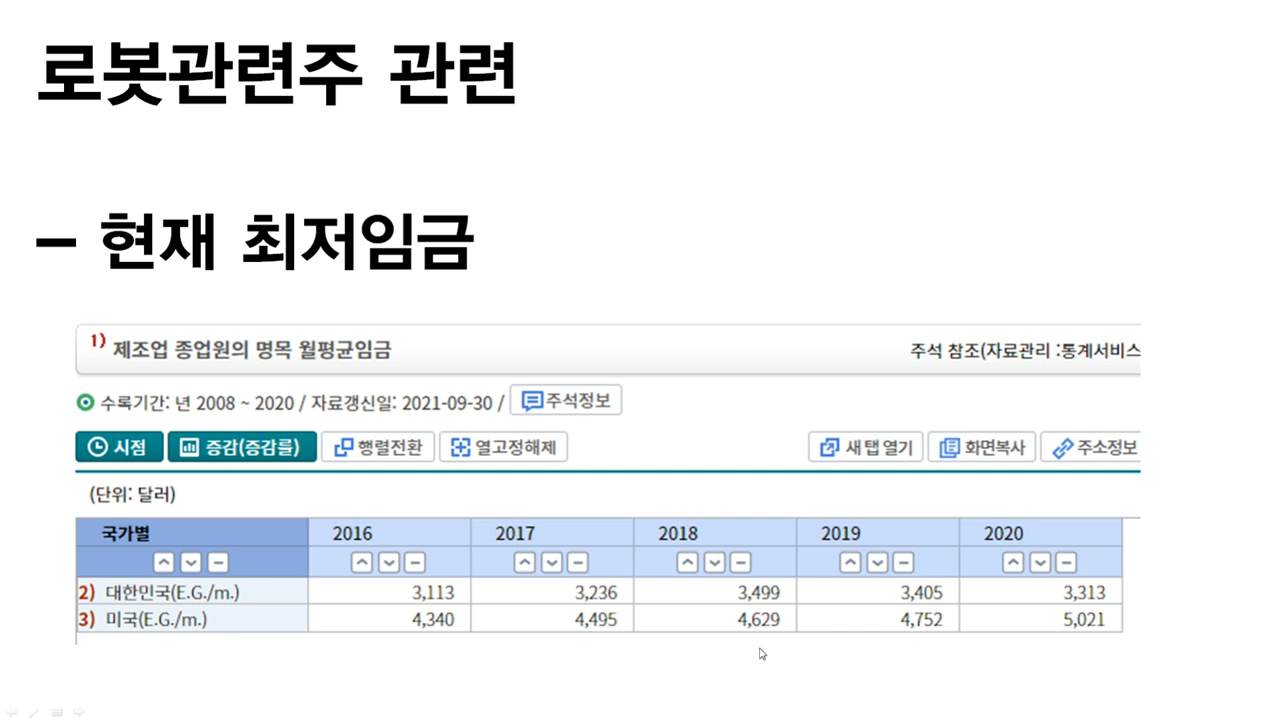 로봇관련주 관련
- 현재 최저임금
1) 제조업 종업원의 명목 월평균임금 주석 참조(자료관리 :통계서비스
수록기간: 년 2008 ~ 2020 / 자료갱신일: 2021-09-30 / 주석정보
시점 증감(증감률) 행렬전환 열고정해제 새 탭 열기 화면복사 주소정보
(단위: 달러)
국가별 2016 2017 2018 2019 2020
2) 대한민국(E.G./m.) 3,113 3,236 3,499 3,405 3,313
3) 미국(E.G./m.) 4,340 4,495 4,629 4,752 5,021